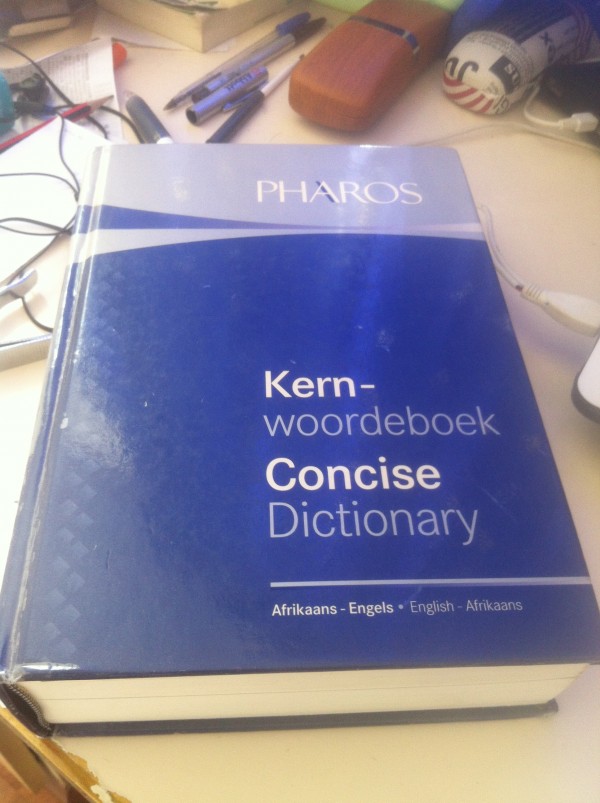 PHAROS
Kern-
woordeboek
Concise
Dictionary
Afrikaans - Engels • English - Afrikaans